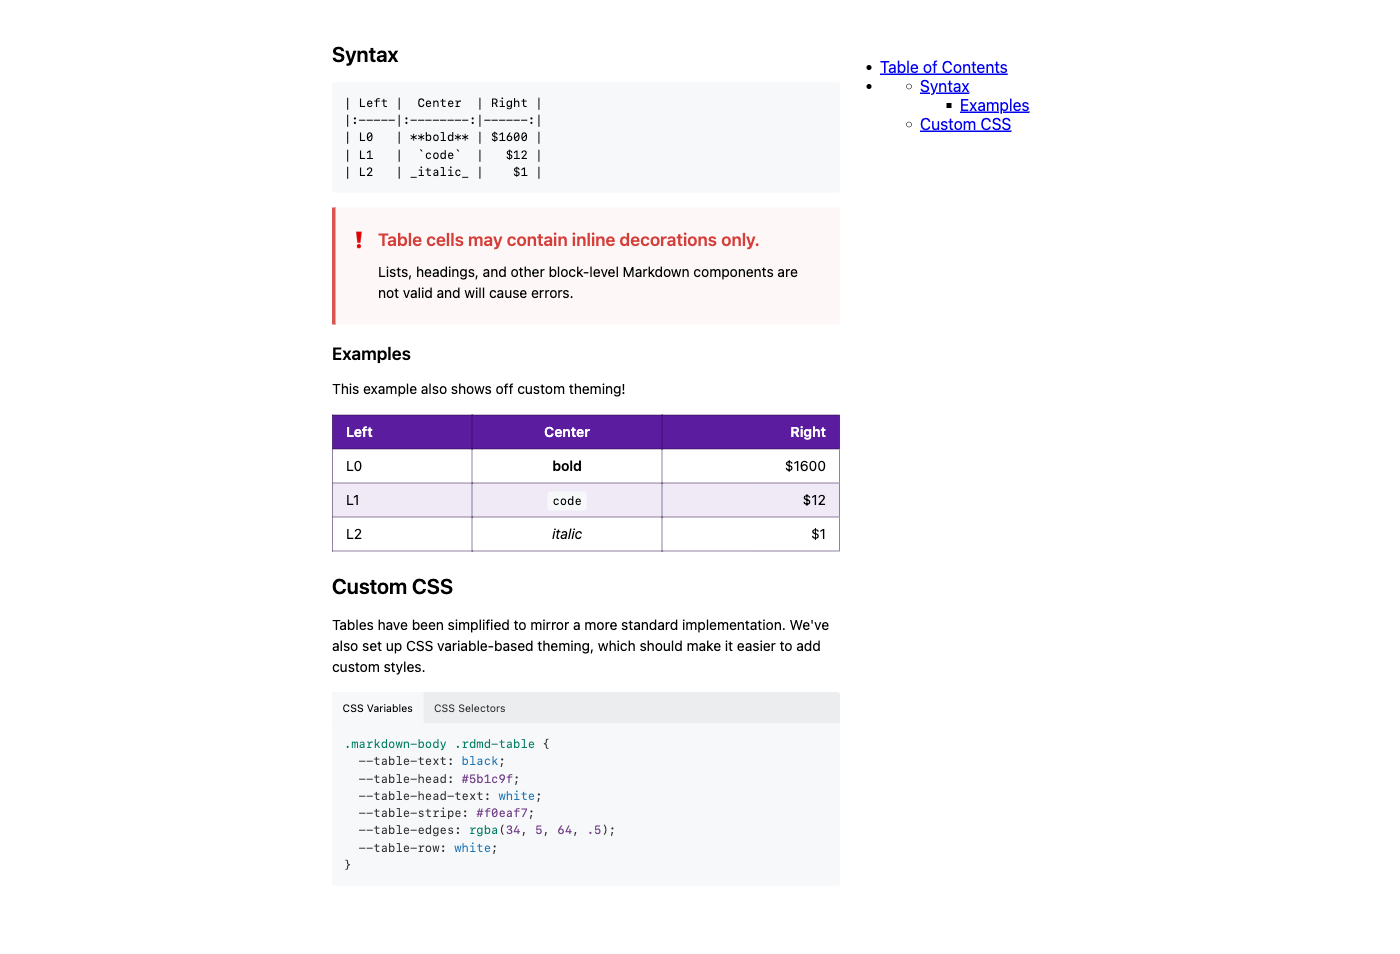 Syntax
| Left |  Center  | Right |
|:-----|:--------:|------:|
| L0   | **bold** | $1600 |
| L1   |  `code`  |   $12 |
| L2   | _italic_ |    $1 |
❗ Table cells may contain inline decorations only.
Lists, headings, and other block-level Markdown components are
not valid and will cause errors.
Examples
This example also shows off custom theming!
Left Center Right
L0 bold $1600
L1 code $12
L2 italic $1
Custom CSS
Tables have been simplified to mirror a more standard implementation. We've
also set up CSS variable-based theming, which should make it easier to add
custom styles.
CSS Variables CSS Selectors
.markdown-body .rdmd-table {
  --table-text: black;
  --table-head: #5b1c9f;
  --table-head-text: white;
  --table-stripe: #f0eaf7;
  --table-edges: rgba(34, 5, 64, .5);
  --table-row: white;
}
Table of Contents
Syntax
Examples
Custom CSS